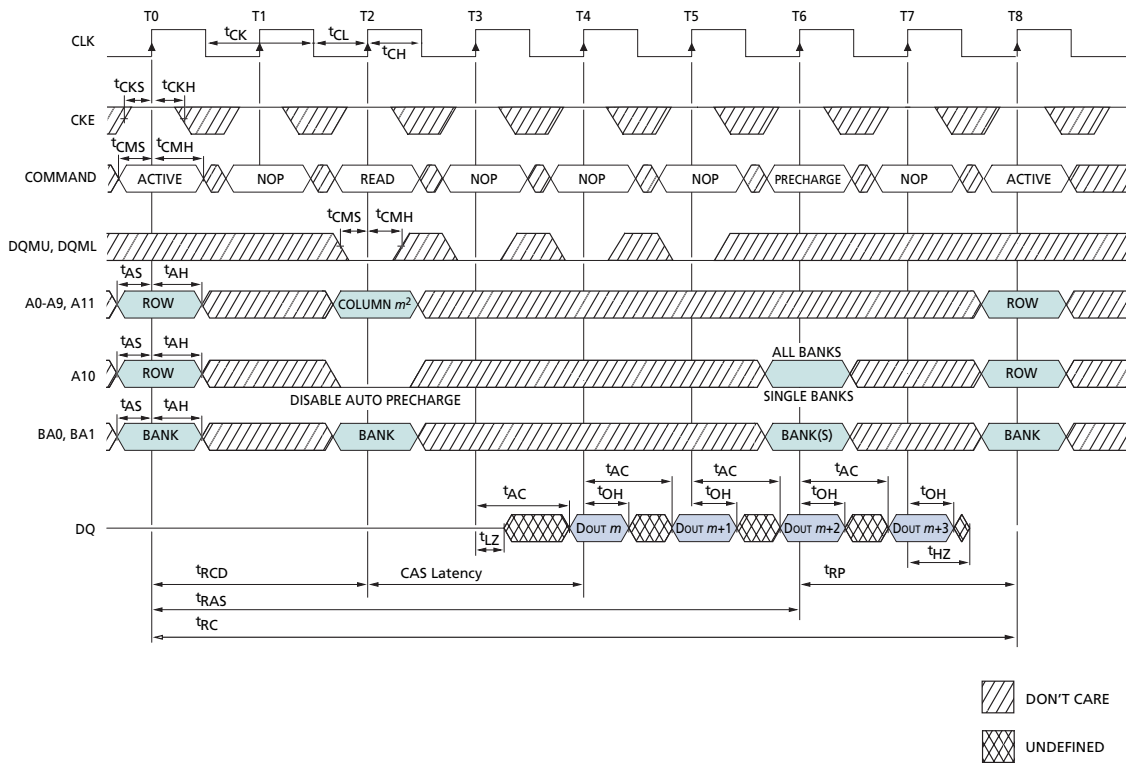 T0 T1 T2 T3 T4 T5 T6 T7 T8
CLK
tCK tCL tCH
tCKS tCKH
CKE
tCMS tCMH
COMMAND ACTIVE NOP READ NOP NOP NOP PRECHARGE NOP ACTIVE
tCMS tCMH
DQMU, DQML
tAS tAH
A0-A9, A11 ROW COLUMN m2 ROW
tAS tAH ALL BANKS
A10 ROW ROW
DISABLE AUTO PRECHARGE SINGLE BANKS
tAS tAH
BA0, BA1 BANK BANK BANK(S) BANK
tAC tAC tAC
tAC tOH tOH tOH tOH
DQ DOUT m DOUT m+1 DOUT m+2 DOUT m+3
tLZ tHZ
tRCD CAS Latency tRP
tRAS
tRC
DON'T CARE
UNDEFINED